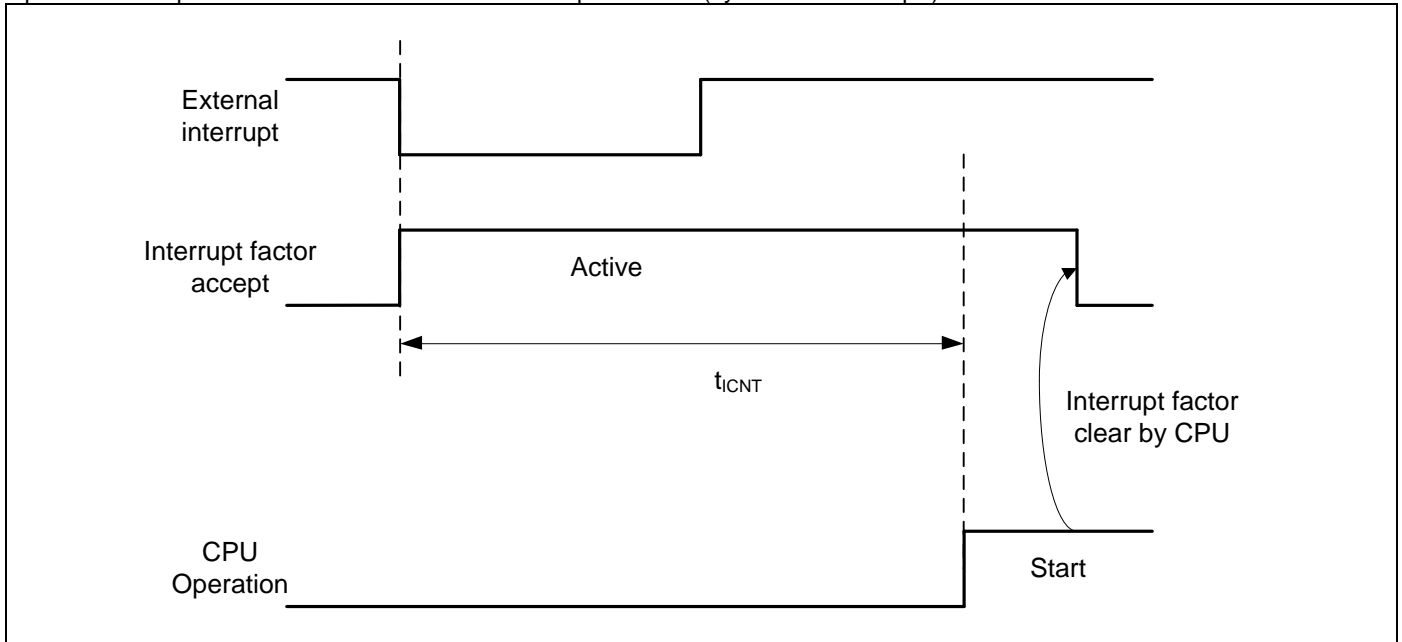 External
interrupt
Interrupt factor
accept
Active
tICNT
Interrupt factor
clear by CPU
CPU
Operation
Start